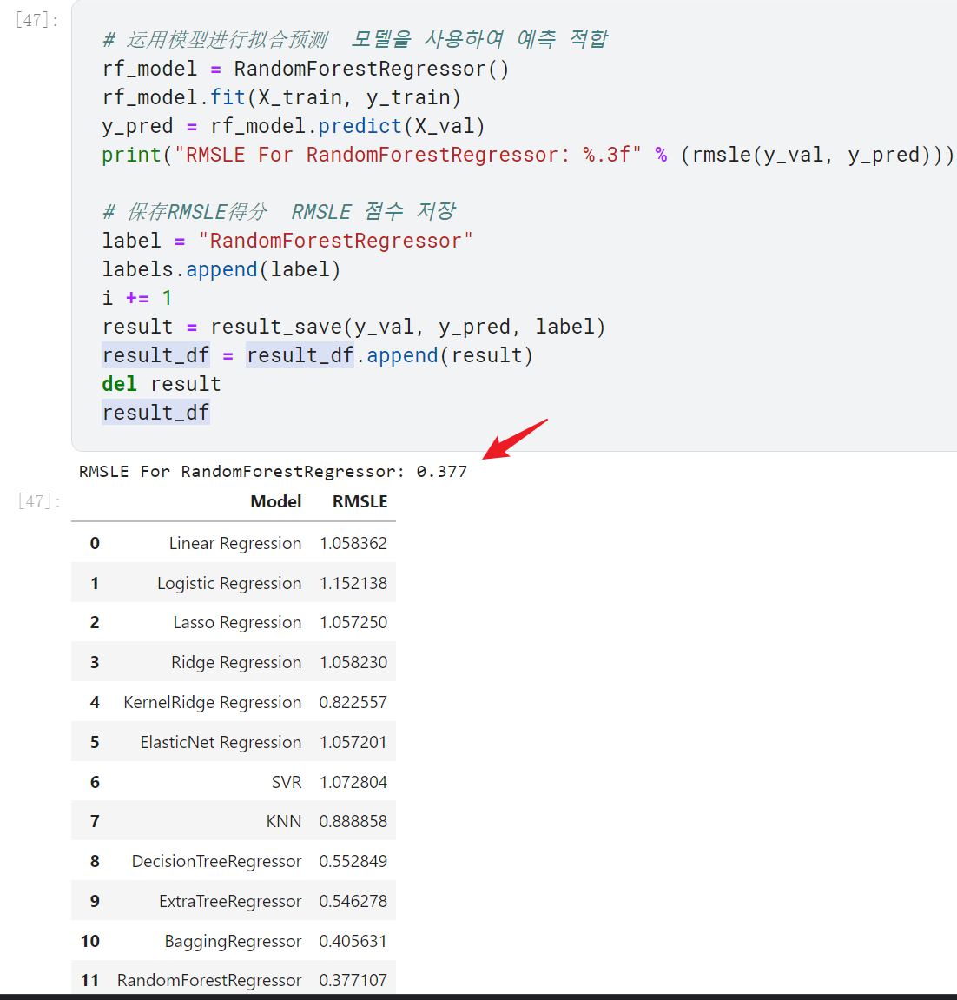 [47]:
# 运用模型进行拟合预测  모델을 사용하여 예측 적합
rf_model = RandomForestRegressor()
rf_model.fit(X_train, y_train)
y_pred = rf_model.predict(X_val)
print("RMSLE For RandomForestRegressor: %.3f" % (rmsle(y_val, y_pred)))
# 保存RMSLE得分  RMSLE 점수 저장
label = "RandomForestRegressor"
labels.append(label)
i += 1
result = result_save(y_val, y_pred, label)
result_df = result_df.append(result)
del result
result_df
RMSLE For RandomForestRegressor: 0.377
[47]:
Model RMSLE
0 Linear Regression 1.058362
1 Logistic Regression 1.152138
2 Lasso Regression 1.057250
3 Ridge Regression 1.058230
4 KernelRidge Regression 0.822557
5 ElasticNet Regression 1.057201
6 SVR 1.072804
7 KNN 0.888858
8 DecisionTreeRegressor 0.552849
9 ExtraTreeRegressor 0.546278
10 BaggingRegressor 0.405631
11 RandomForestRegressor 0.377107